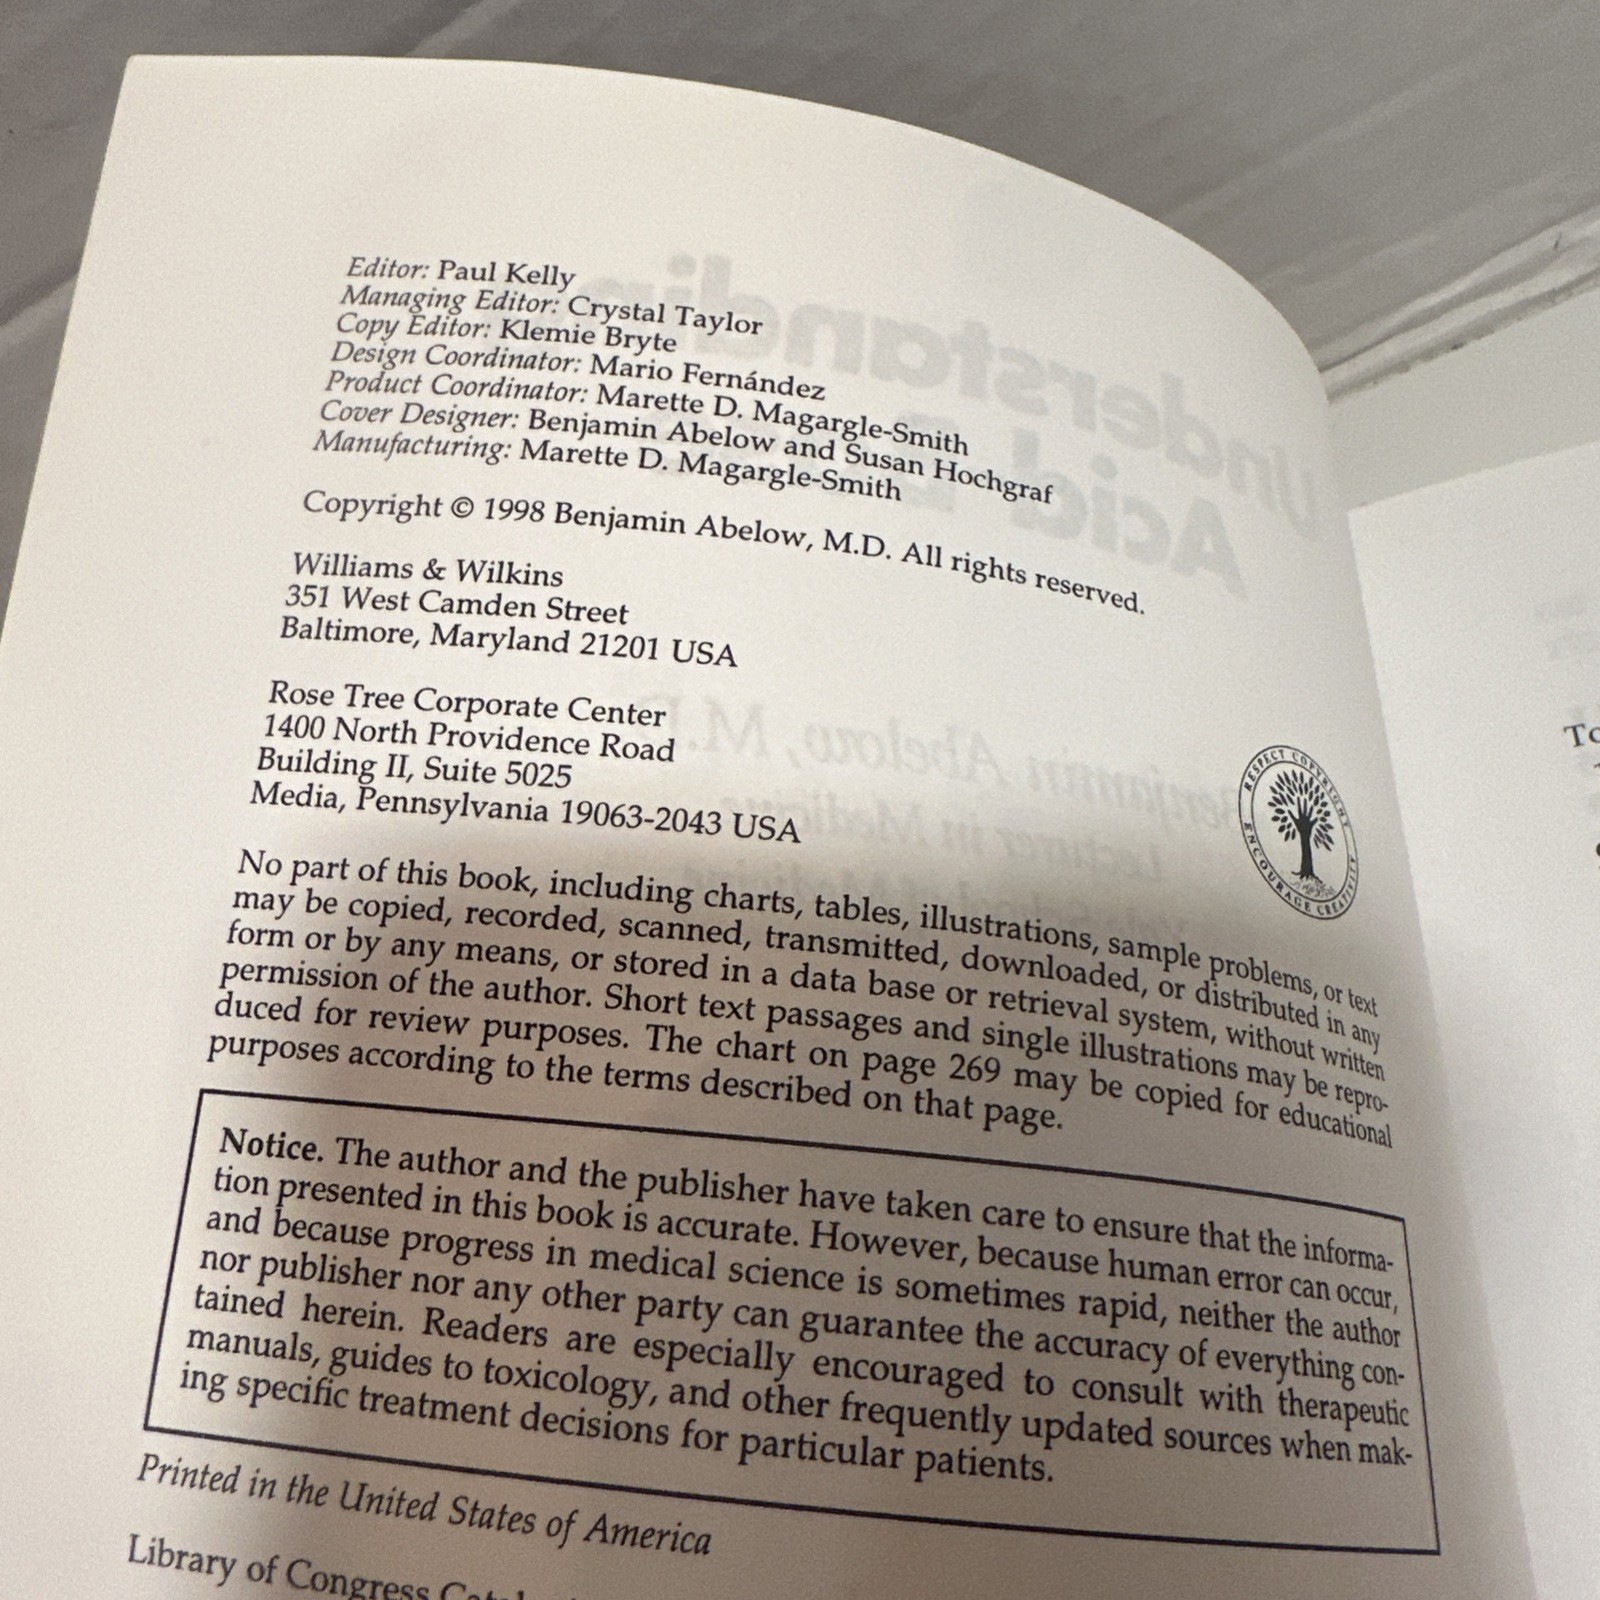 Editor: Paul Kelly
Managing Editor: Crystal Taylor
Copy Editor: Klemie Bryte
Design Coordinator: Mario Fernández
Product Coordinator: Marette D. Magargle-Smith
Cover Designer: Benjamin Abelow and Susan Hochgraf
Manufacturing: Marette D. Magargle-Smith
Copyright © 1998 Benjamin Abelow, M.D. All rights reserved.
Williams & Wilkins
351 West Camden Street
Baltimore, Maryland 21201 USA
Rose Tree Corporate Center
1400 North Providence Road
Building II, Suite 5025
Media, Pennsylvania 19063-2043 USA
RESPECT COPYRIGHT
ENCOURAGE CREATIVITY
No part of this book, including charts, tables, illustrations, sample problems, or text
may be copied, recorded, scanned, transmitted, downloaded, or distributed in any
form or by any means, or stored in a data base or retrieval system, without written
permission of the author. Short text passages and single illustrations may be repro-
duced for review purposes. The chart on page 269 may be copied for educational
purposes according to the terms described on that page.
Notice. The author and the publisher have taken care to ensure that the informa-
tion presented in this book is accurate. However, because human error can occur,
and because progress in medical science is sometimes rapid, neither the author
nor publisher nor any other party can guarantee the accuracy of everything con-
tained herein. Readers are especially encouraged to consult with therapeutic
manuals, guides to toxicology, and other frequently updated sources when mak-
ing specific treatment decisions for particular patients.
Printed in the United States of America
Library of Congress